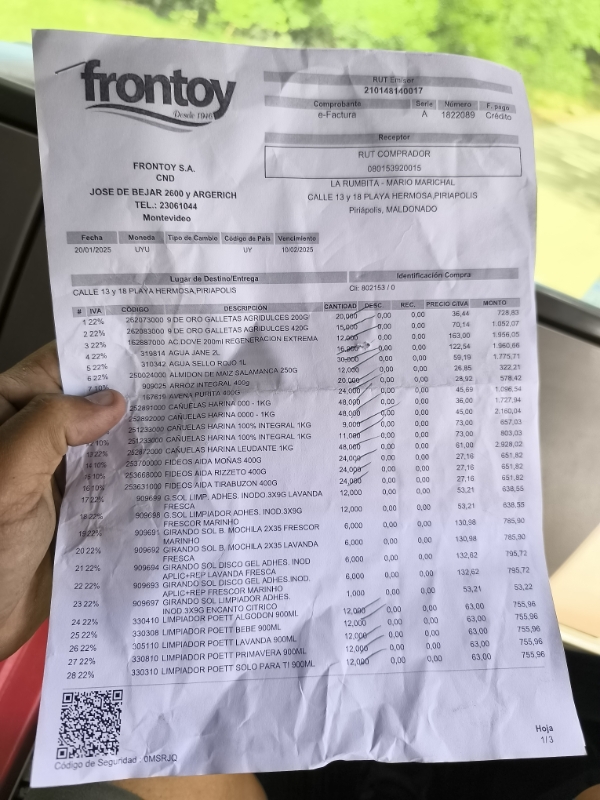 frontoy
Desde 1940
RUT Emisor
210148140017
Comprobante Serie Número F. pago
e-Factura A 1822089 Crédito
Receptor
RUT COMPRADOR
080153920015
FRONTOY S.A.
CND
JOSE DE BEJAR 2600 y ARGERICH
TEL.: 23061044
Montevideo
LA RUMBITA - MARIO MARICHAL
CALLE 13 y 18 PLAYA HERMOSA,PIRIAPOLIS
Piriápolis, MALDONADO
Fecha Moneda Tipo de Cambio Código de País Vencimiento
20/01/2025 UYU UY 10/02/2025
Lugar de Destino/Entrega Identificación Compra
CALLE 13 y 18 PLAYA HERMOSA,PIRIAPOLIS CI: 802153 / 0
# IVA CÓDIGO DESCRIPCIÓN CANTIDAD DESC. REC. PRECIO C/IVA MONTO
1 22% 262073000 9 DE ORO GALLETAS AGRIDULCES 200Gr 20,000 0,00 0,00 36,44 728,83
2 22% 262083000 9 DE ORO GALLETAS AGRIDULCES 420G 15,000 0,00 0,00 70,14 1.052,07
3 22% 162887000 AC.DOVE 200ml REGENERACION EXTREMA 12,000 0,00 0,00 163,00 1.956,05
4 22% 319814 AGUA JANE 2L 0,00 0,00 122,54 1.960,66
5 22% 310342 AGUA SELLO ROJO 1L 30,000 0,00 0,00 59,19 1.775,71
6 22% 250024000 ALMIDON DE MAIZ SALAMANCA 250G 12,000 0,00 0,00 26,85 322,21
909025 ARROZ INTEGRAL 400g 20,000 0,00 0,00 28,92 578,42
167810 AVENA PURITA 400G 24,000 0,00 0,00 45,69 1.096,54
252891000 CAÑUELAS HARINA 000 - 1KG 48,000 0,00 0,00 36,00 1.727,94
252892000 CAÑUELAS HARINA 0000 - 1KG 48,000 0,00 0,00 45,00 2.160,04
251233000 CAÑUELAS HARINA 100% INTEGRAL 1KG 9,000 0,00 0,00 73,00 657,03
251233000 CAÑUELAS HARINA 100% INTEGRAL 1KG 11,000 0,00 0,00 73,00 803,03
10% 252872000 CAÑUELAS HARINA LEUDANTE 1KG 48,000 0,00 0,00 61,00 2.928,02
14 10% 253700000 FIDEOS AIDA MOÑAS 400G 24,000 0,00 0,00 27,16 651,82
15 10% 253668000 FIDEOS AIDA RIZZETO 400G 24,000 0,00 0,00 27,16 651,82
16 10% 253631000 FIDEOS AIDA TIRABUZON 400G 24,000 0,00 0,00 27,16 651,82
17 22% 909699 G.SOL LIMP. ADHES. INOD.3X9G LAVANDA 12,000 0,00 0,00 53,21 638,55
FRESCA
18 22% 909698 G.SOL LIMPIADOR ADHES. INOD.3X9G 12,000 0,00 0,00 53,21 638,55
FRESCOR MARINHO
19 22% 909691 GIRANDO SOL B. MOCHILA 2X35 FRESCOR 6,000 0,00 0,00 130,98 785,90
MARINHO
20 22% 909692 GIRANDO SOL B. MOCHILA 2X35 LAVANDA 6,000 0,00 0,00 130,98 785,90
FRESCA
21 22% 909694 GIRANDO SOL DISCO GEL ADHES. INOD 6,000 0,00 0,00 132,62 795,72
APLIC+REP LAVANDA FRESCA
22 22% 909693 GIRANDO SOL DISCO GEL ADHES.INOD. 6,000 0,00 0,00 132,62 795,72
APLIC+REP FRESCOR MARINHO
23 22% 909697 GIRANDO SOL LIMPIADOR ADHES. 1,000 0,00 0,00 53,21 53,22
INOD 3X9G ENCANTO CITRICO
24 22% 330410 LIMPIADOR POETT ALGODON 900ML 12,000 0,00 0,00 63,00 755,96
25 22% 330308 LIMPIADOR POETT BEBE 900ML 12,000 0,00 0,00 63,00 755,96
26 22% 005110 LIMPIADOR POETT LAVANDA 900ML 12,000 0,00 0,00 63,00 755,96
27 22% 330810 LIMPIADOR POETT PRIMAVERA 900ML 12,000 0,00 0,00 63,00 755,96
28 22% 330310 LIMPIADOR POETT SOLO PARA TI 900ML 12,000 0,00 0,00 63,00 755,96
Código de Seguridad : 0MSRJQ
Hoja
1/3